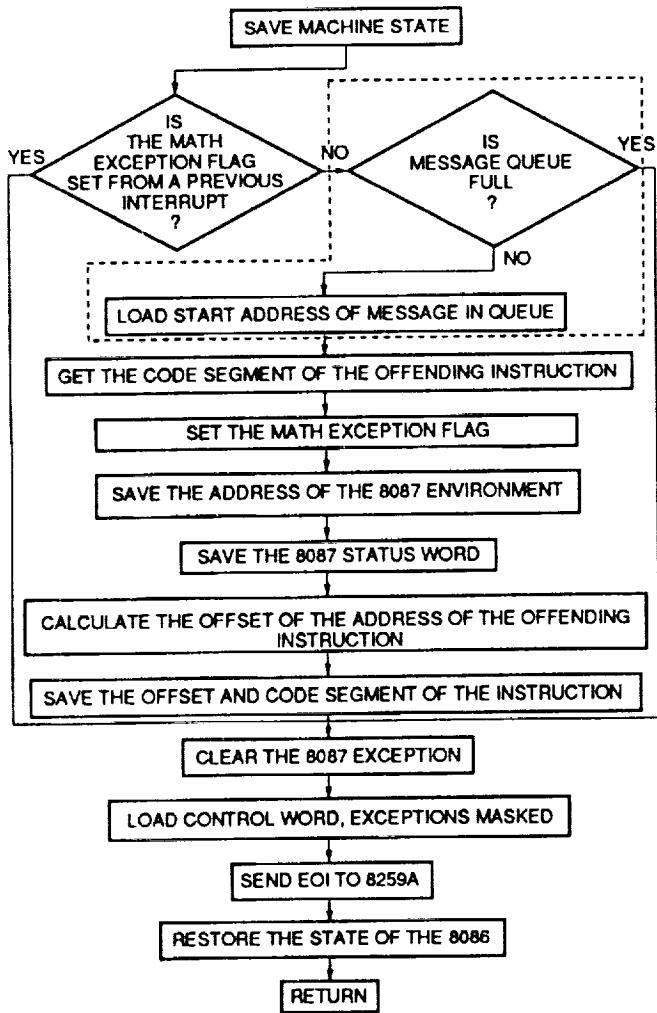 SAVE MACHINE STATE
IS
THE MATH
EXCEPTION FLAG
SET FROM A PREVIOUS
INTERRUPT
?
YES
NO
IS
MESSAGE QUEUE
FULL
?
YES
NO
LOAD START ADDRESS OF MESSAGE IN QUEUE
GET THE CODE SEGMENT OF THE OFFENDING INSTRUCTION
SET THE MATH EXCEPTION FLAG
SAVE THE ADDRESS OF THE 8087 ENVIRONMENT
SAVE THE 8087 STATUS WORD
CALCULATE THE OFFSET OF THE ADDRESS OF THE OFFENDING
INSTRUCTION
SAVE THE OFFSET AND CODE SEGMENT OF THE INSTRUCTION
CLEAR THE 8087 EXCEPTION
LOAD CONTROL WORD, EXCEPTIONS MASKED
SEND EOI TO 8259A
RESTORE THE STATE OF THE 8086
RETURN